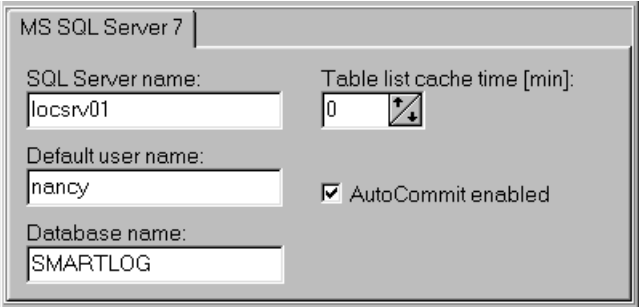 MS SQL Server 7
SQL Server name:
locsrv01
Table list cache time [min]:
0
Default user name:
nancy
AutoCommit enabled
Database name:
SMARTLOG